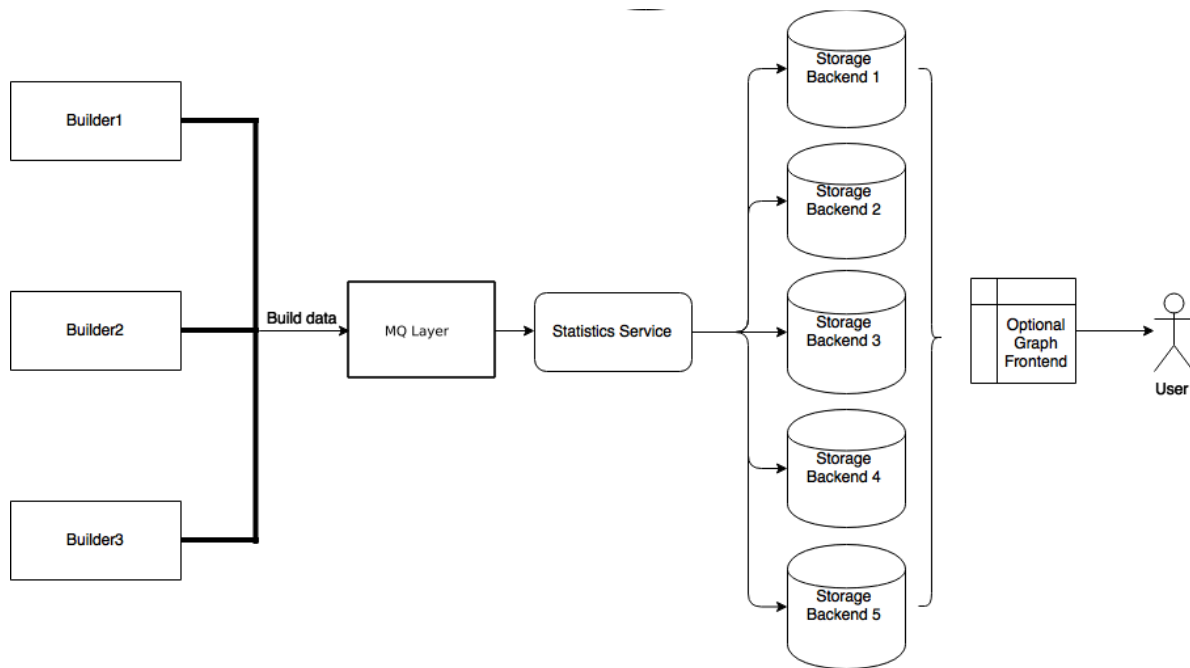 Builder1
Builder2
Builder3
Build data
MQ Layer
Statistics Service
Storage
Backend 1
Storage
Backend 2
Storage
Backend 3
Storage
Backend 4
Storage
Backend 5
Optional
Graph
Frontend
User